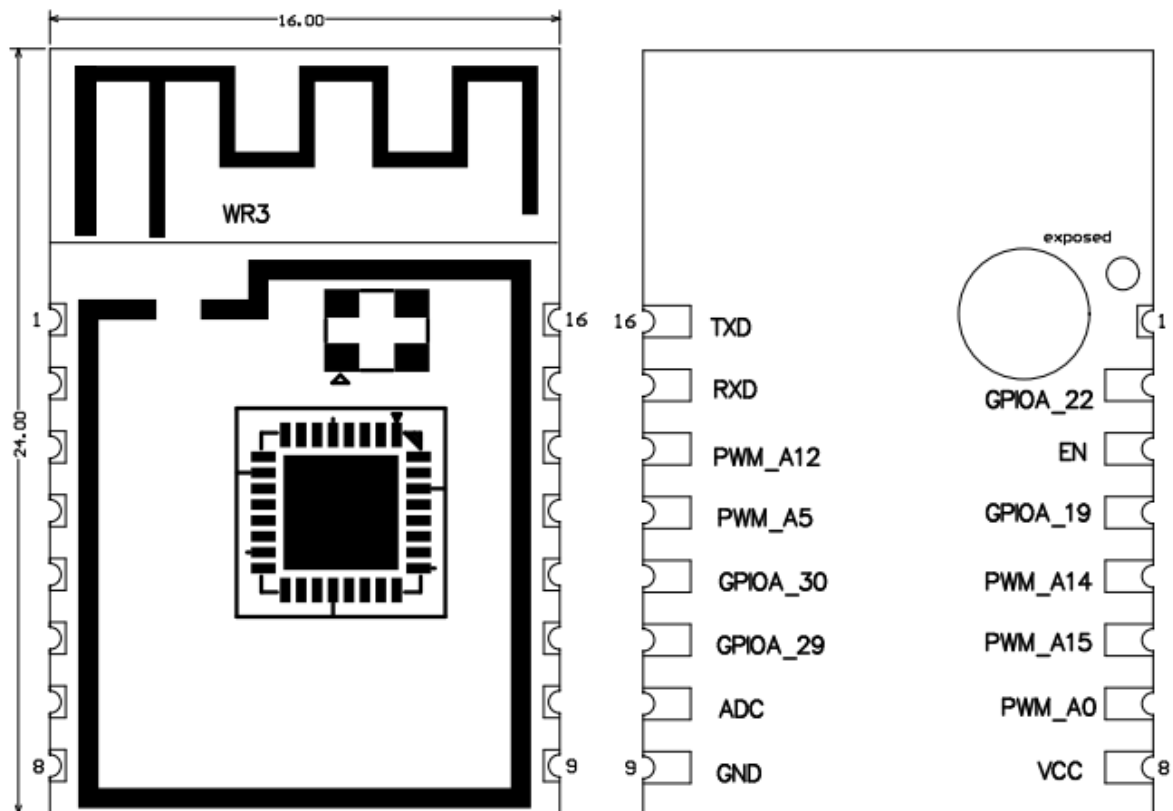 16.00
24.00
WR3
1
16
8
9
exposed
16 TXD 1
RXD GPIOA_22
PWM_A12 EN
PWM_A5 GPIOA_19
GPIOA_30 PWM_A14
GPIOA_29 PWM_A15
ADC PWM_A0
9 GND VCC 8